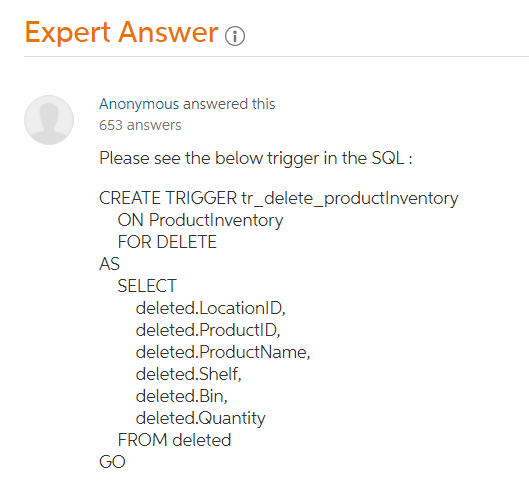 Expert Answer
Anonymous answered this
653 answers
Please see the below trigger in the SQL :
CREATE TRIGGER tr_delete_productInventory
ON ProductInventory
FOR DELETE
AS
SELECT
deleted.LocationID,
deleted.ProductID,
deleted.ProductName,
deleted.Shelf,
deleted.Bin,
deleted.Quantity
FROM deleted
GO